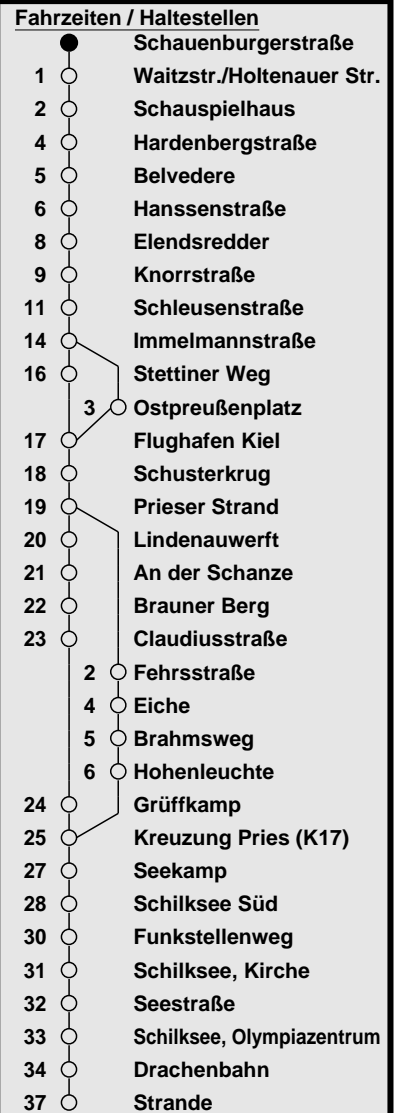 Fahrzeiten / Haltestellen
Schauenburgerstraße
1 Waitzstr./Holtenauer Str.
2 Schauspielhaus
4 Hardenbergstraße
5 Belvedere
6 Hanssenstraße
8 Elendsredder
9 Knorrstraße
11 Schleusenstraße
14 Immelmannstraße
16 Stettiner Weg
3 Ostpreußenplatz
17 Flughafen Kiel
18 Schusterkrug
19 Prieser Strand
20 Lindenauwerft
21 An der Schanze
22 Brauner Berg
23 Claudiusstraße
2 Fehrsstraße
4 Eiche
5 Brahmsweg
6 Hohenleuchte
24 Grüffkamp
25 Kreuzung Pries (K17)
27 Seekamp
28 Schilksee Süd
30 Funkstellenweg
31 Schilksee, Kirche
32 Seestraße
33 Schilksee, Olympiazentrum
34 Drachenbahn
37 Strande